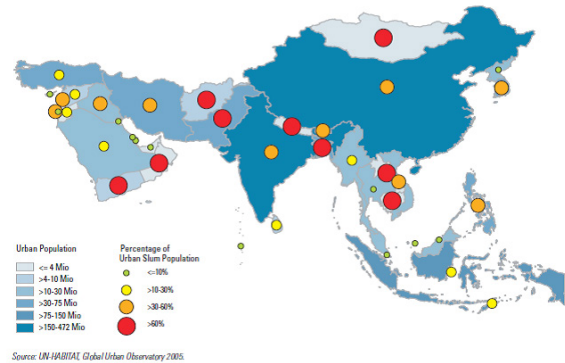 Urban Population
<= 4 Mio
>4-10 Mio
>10-30 Mio
>30-75 Mio
>75-150 Mio
>150-472 Mio
Percentage of
Urban Slum Population
<=10%
>10-30%
>30-60%
>60%
Source: UN-HABITAT, Global Urban Observatory 2005.